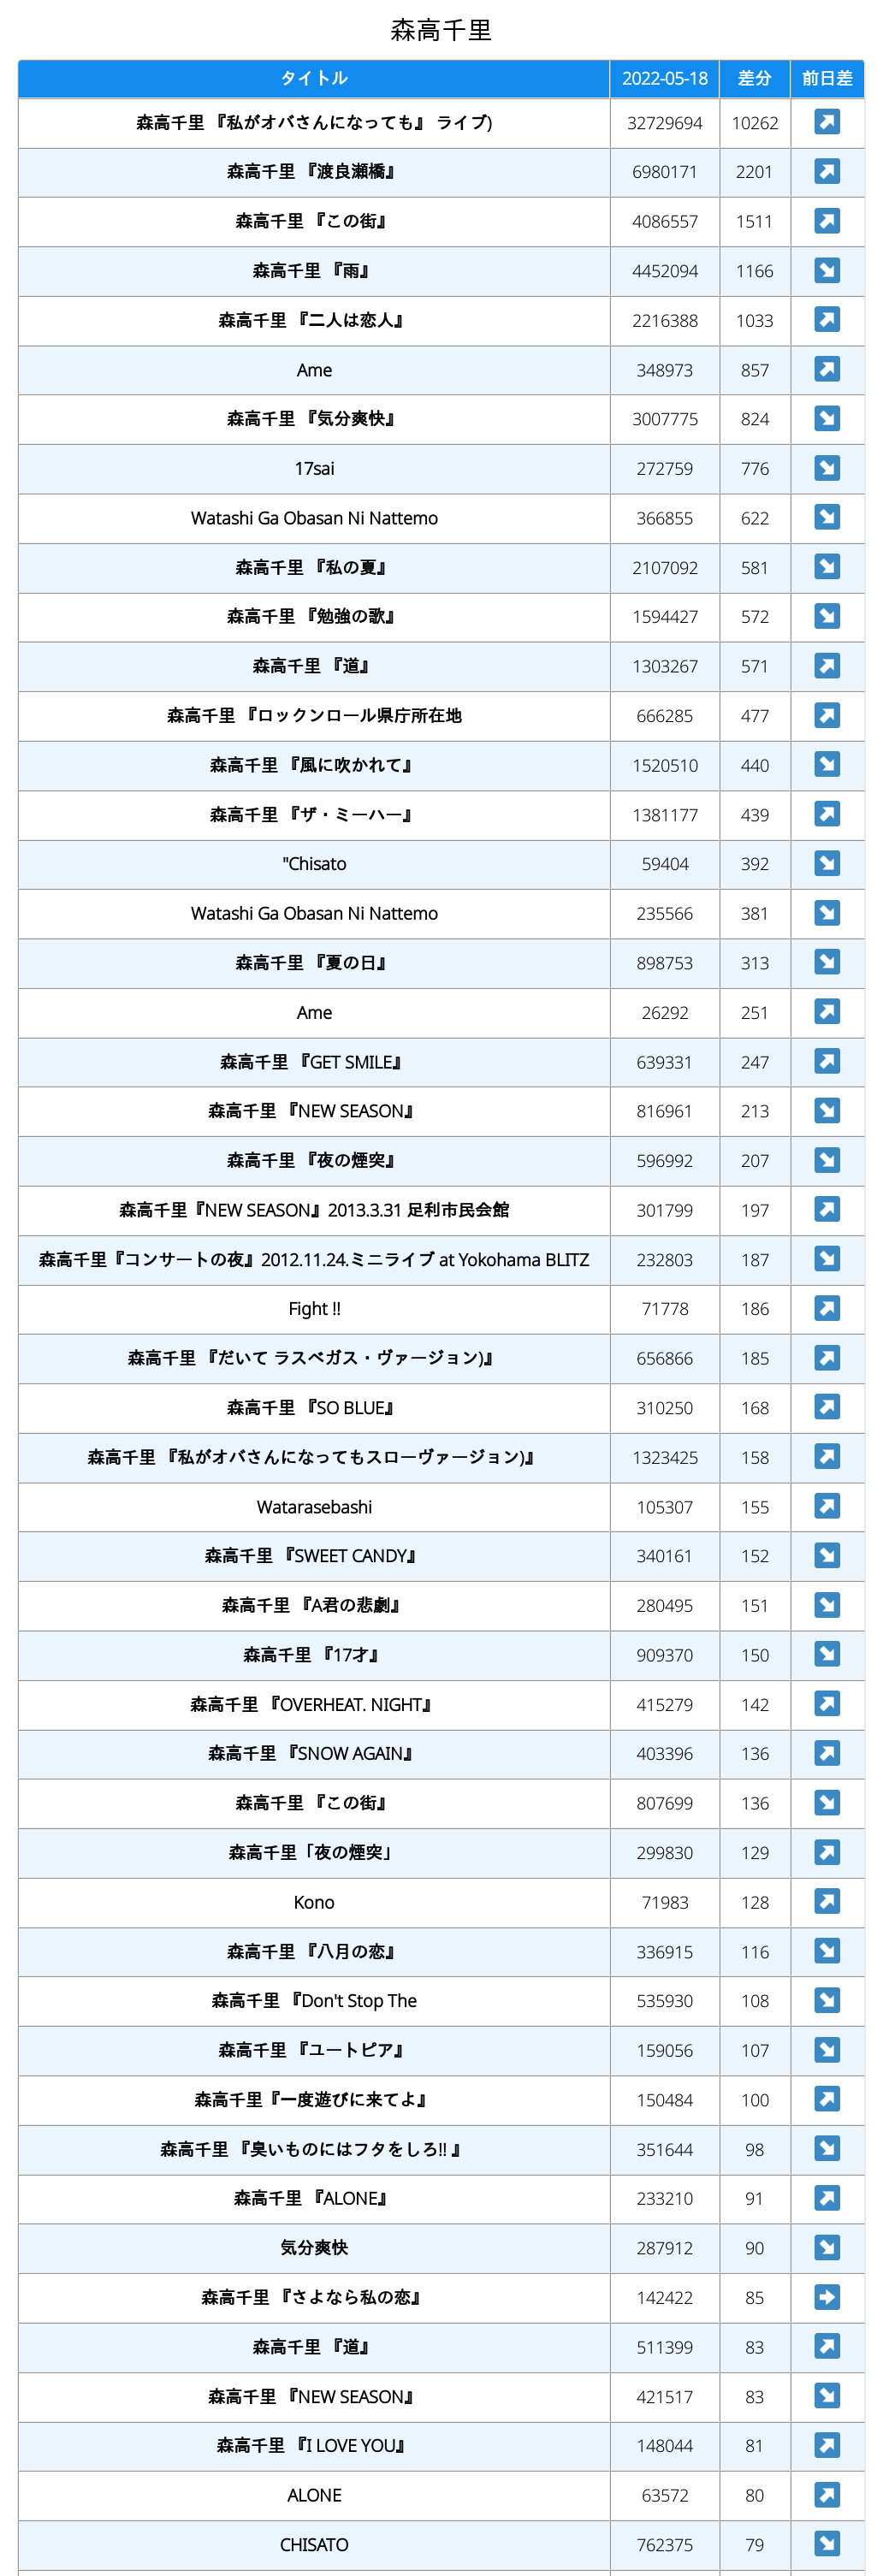 森高千里
タイトル 2022-05-18 差分 前日差
森高千里 『私がオバさんになっても』 ライブ) 32729694 10262
森高千里 『渡良瀬橋』 6980171 2201
森高千里 『この街』 4086557 1511
森高千里 『雨』 4452094 1166
森高千里 『二人は恋人』 2216388 1033
Ame 348973 857
森高千里 『気分爽快』 3007775 824
17sai 272759 776
Watashi Ga Obasan Ni Nattemo 366855 622
森高千里 『私の夏』 2107092 581
森高千里 『勉強の歌』 1594427 572
森高千里 『道』 1303267 571
森高千里 『ロックンロール県庁所在地 666285 477
森高千里 『風に吹かれて』 1520510 440
森高千里 『ザ・ミーハー』 1381177 439
"Chisato 59404 392
Watashi Ga Obasan Ni Nattemo 235566 381
森高千里 『夏の日』 898753 313
Ame 26292 251
森高千里 『GET SMILE』 639331 247
森高千里 『NEW SEASON』 816961 213
森高千里 『夜の煙突』 596992 207
森高千里『NEW SEASON』2013.3.31 足利市民会館 301799 197
森高千里『コンサートの夜』2012.11.24.ミニライブ at Yokohama BLITZ 232803 187
Fight !! 71778 186
森高千里 『だいて ラスベガス・ヴァージョン)』 656866 185
森高千里 『SO BLUE』 310250 168
森高千里 『私がオバさんになってもスローヴァージョン)』 1323425 158
Watarasebashi 105307 155
森高千里 『SWEET CANDY』 340161 152
森高千里 『A君の悲劇』 280495 151
森高千里 『17才』 909370 150
森高千里 『OVERHEAT. NIGHT』 415279 142
森高千里 『SNOW AGAIN』 403396 136
森高千里 『この街』 807699 136
森高千里「夜の煙突」 299830 129
Kono 71983 128
森高千里 『八月の恋』 336915 116
森高千里 『Don't Stop The 535930 108
森高千里 『ユートピア』 159056 107
森高千里『一度遊びに来てよ』 150484 100
森高千里 『臭いものにはフタをしろ!! 』 351644 98
森高千里 『ALONE』 233210 91
気分爽快 287912 90
森高千里 『さよなら私の恋』 142422 85
森高千里 『道』 511399 83
森高千里 『NEW SEASON』 421517 83
森高千里 『I LOVE YOU』 148044 81
ALONE 63572 80
CHISATO 762375 79